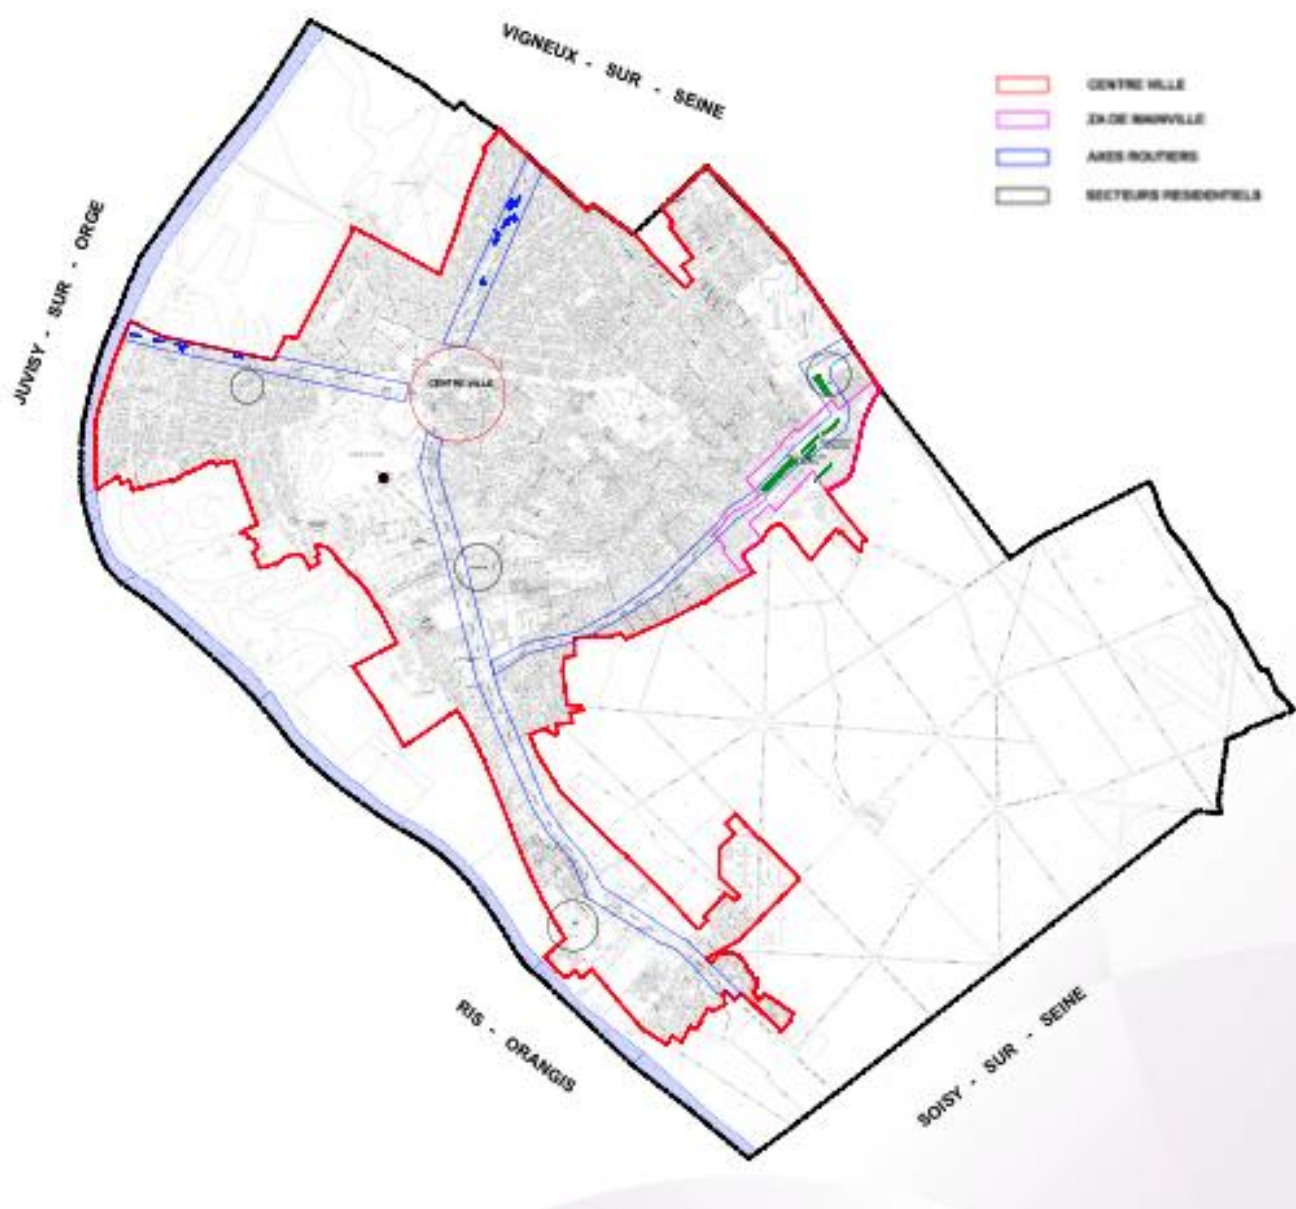 VIGNEUX - SUR - SEINE
CENTRE VILLE
ZA DE MAINVILLE
AXES ROUTIERS
SECTEURS RESIDENTIELS
JUVISY - SUR - ORGE
CENTRE VILLE
RIS - ORANGIS
SOISY - SUR - SEINE